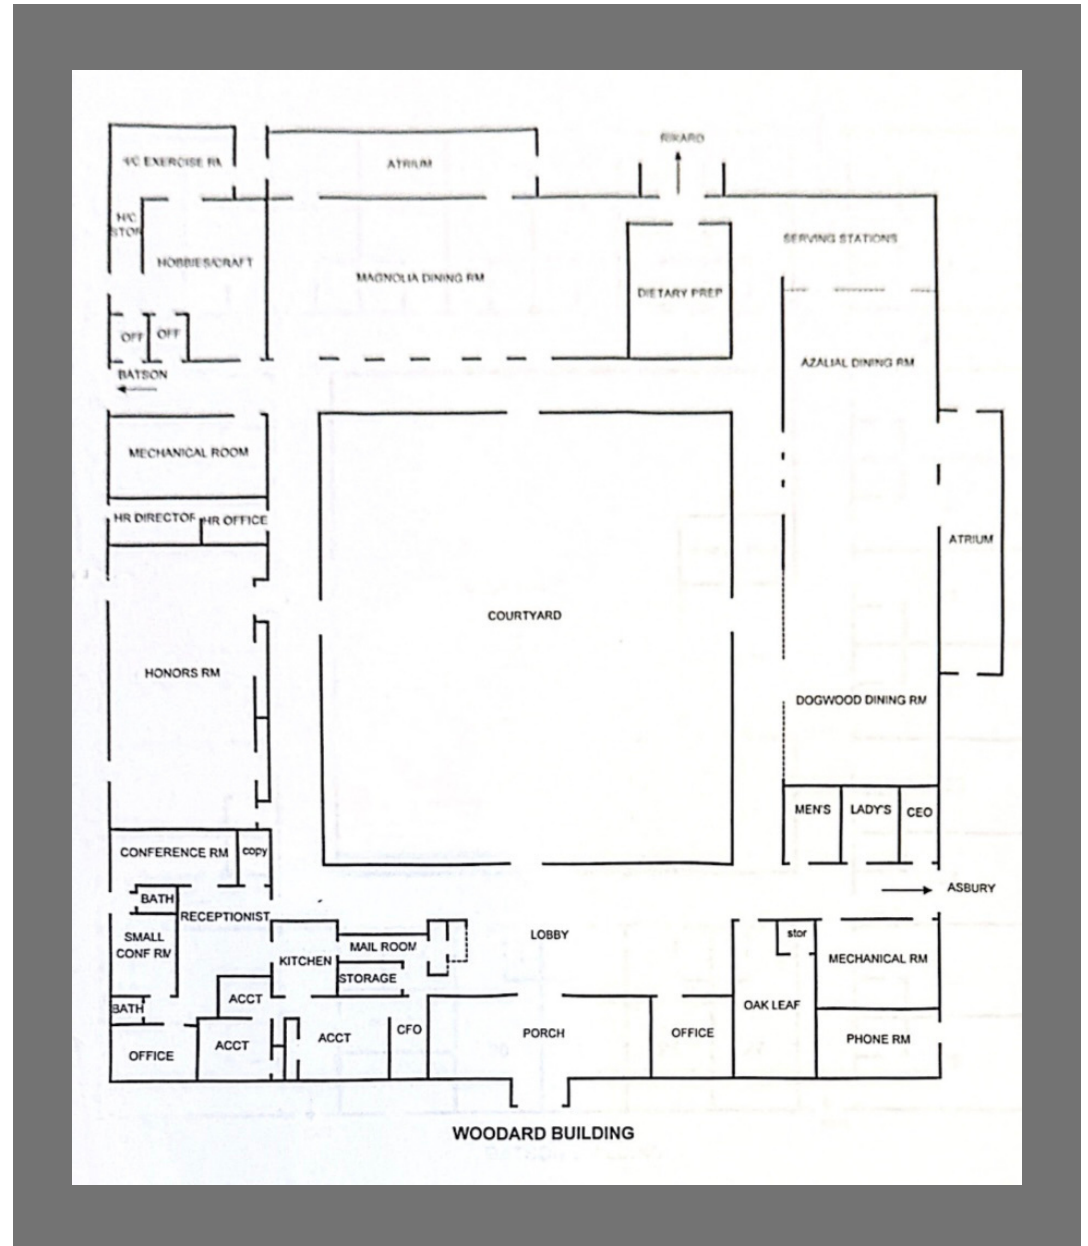 RIKARD
H/C EXERCISE RM
ATRIUM
H/C
STOR
SERVING STATIONS
HOBBIES/CRAFT
MAGNOLIA DINING RM
DIETARY PREP
OFF
OFF
AZALIAL DINING RM
BATSON
MECHANICAL ROOM
HR DIRECTOR
HR OFFICE
ATRIUM
COURTYARD
HONORS RM
DOGWOOD DINING RM
MEN'S
LADY'S
CEO
CONFERENCE RM
copy
ASBURY
BATH
RECEPTIONIST
LOBBY
stor
SMALL
CONF RM
MAIL ROOM
KITCHEN
MECHANICAL RM
STORAGE
ACCT
BATH
OAK LEAF
CFO
PORCH
OFFICE
ACCT
ACCT
PHONE RM
OFFICE
WOODARD BUILDING